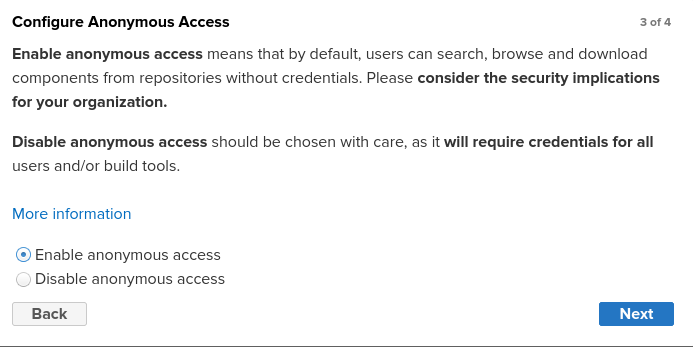 Configure Anonymous Access
3 of 4
Enable anonymous access means that by default, users can search, browse and download
components from repositories without credentials. Please consider the security implications
for your organization.
Disable anonymous access should be chosen with care, as it will require credentials for all
users and/or build tools.
More information
Enable anonymous access
Disable anonymous access
Back
Next